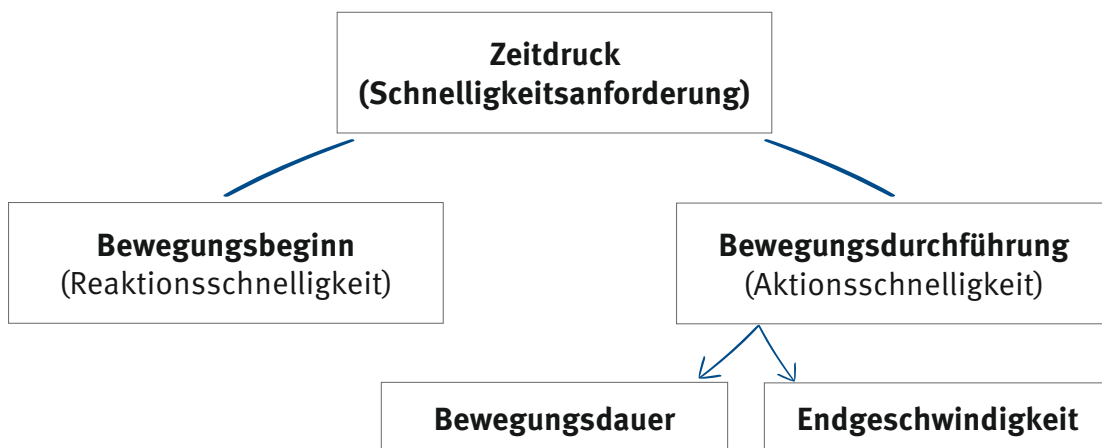 Zeitdruck
(Schnelligkeitsanforderung)
Bewegungsbeginn
(Reaktionsschnelligkeit)
Bewegungsdurchführung
(Aktionsschnelligkeit)
Bewegungsdauer
Endgeschwindigkeit